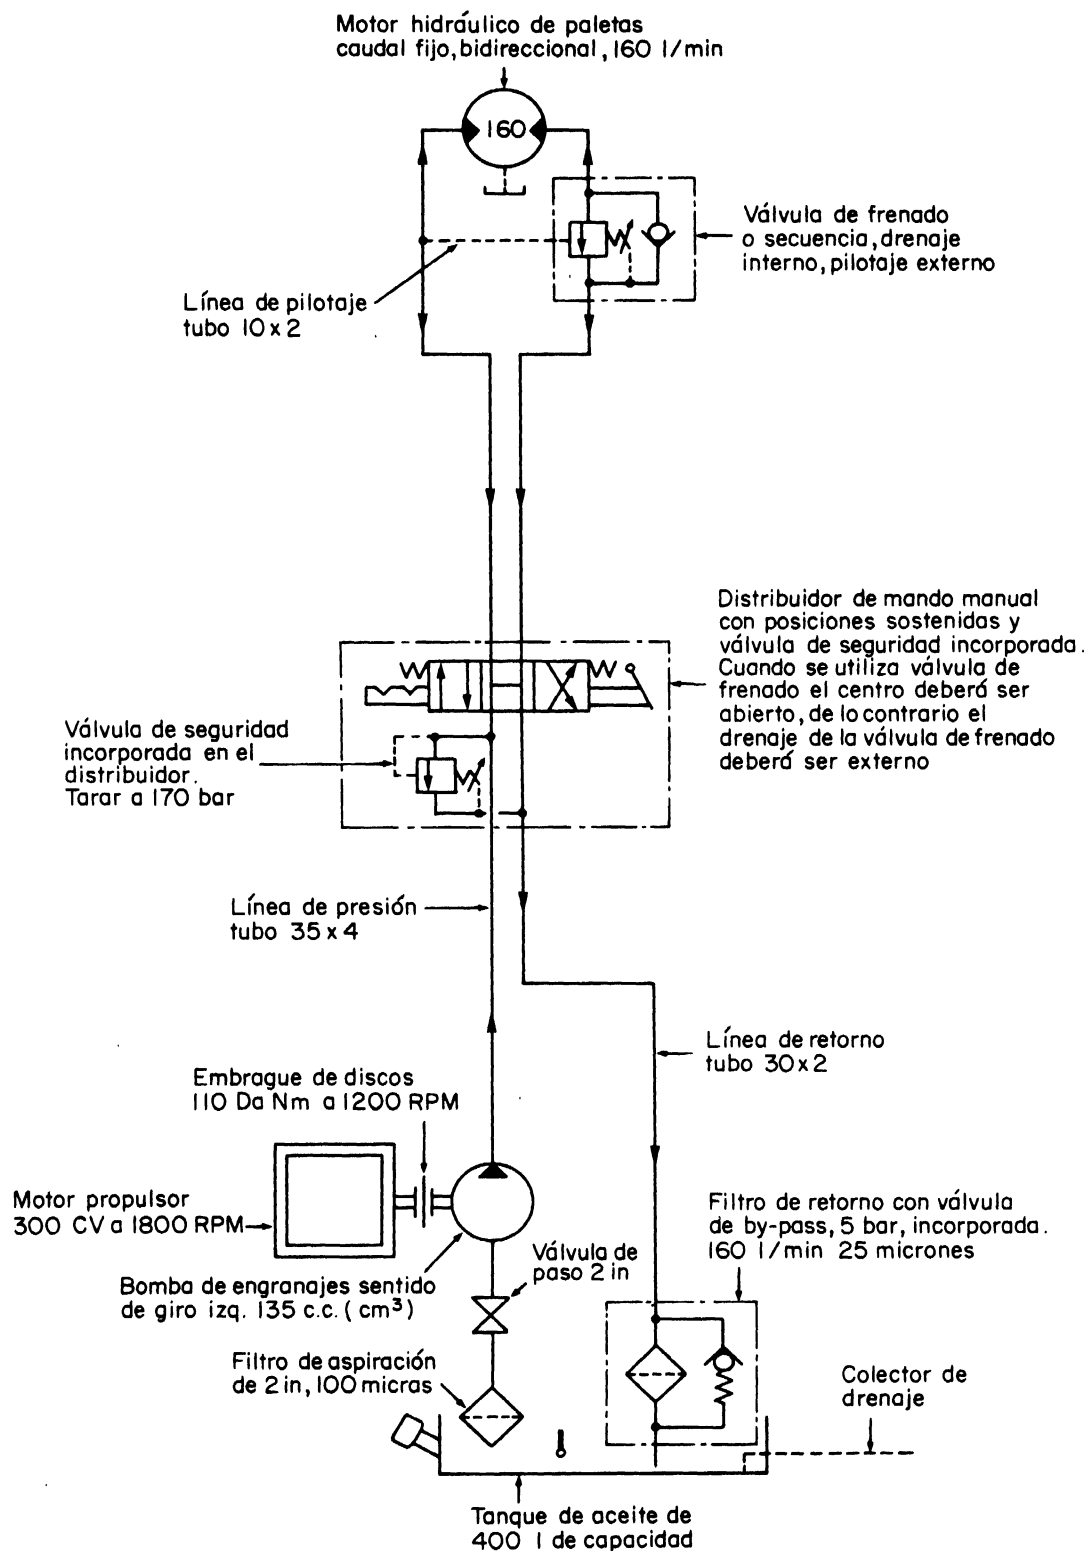 Motor hidráulico de paletas
caudal fijo, bidireccional, 160 l/min
160
Válvula de frenado
o secuencia, drenaje
interno, pilotaje externo
Línea de pilotaje
tubo 10 x 2
Distribuidor de mando manual
con posiciones sostenidas y
válvula de seguridad incorporada.
Cuando se utiliza válvula de
frenado el centro deberá ser
abierto, de lo contrario el
drenaje de la válvula de frenado
deberá ser externo
Válvula de seguridad
incorporada en el
distribuidor.
Tarar a 170 bar
Línea de presión
tubo 35 x 4
Línea de retorno
tubo 30 x 2
Embrague de discos
110 Da Nm a 1200 RPM
Motor propulsor
300 CV a 1800 RPM
Filtro de retorno con válvula
de by-pass, 5 bar, incorporada.
160 l/min 25 micrones
Válvula de
paso 2 in
Bomba de engranajes sentido
de giro izq. 135 c.c. (cm³)
Filtro de aspiración
de 2 in, 100 micras
Colector de
drenaje
Tanque de aceite de
400 l de capacidad